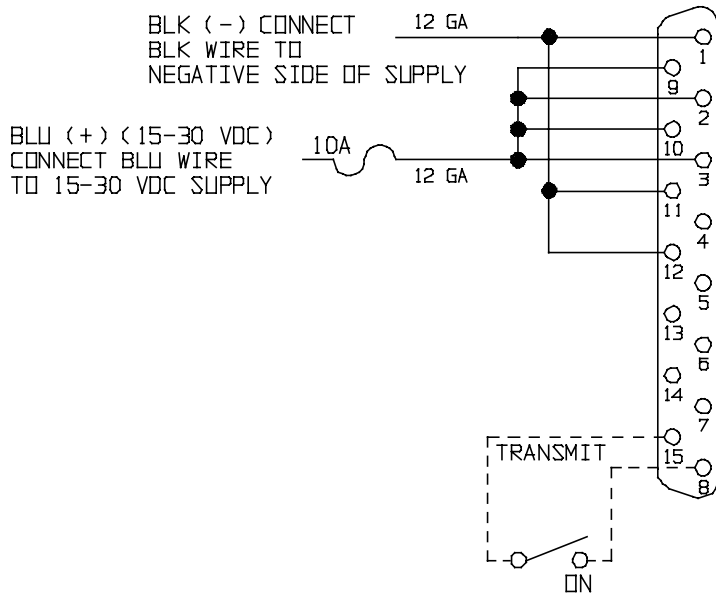 BLK (-) CONNECT
BLK WIRE TO
NEGATIVE SIDE OF SUPPLY
12 GA
BLU (+) (15-30 VDC)
CONNECT BLU WIRE
TO 15-30 VDC SUPPLY
10A
12 GA
1
9
2
10
3
11
4
12
5
13
6
14
7
15
8
TRANSMIT
ON